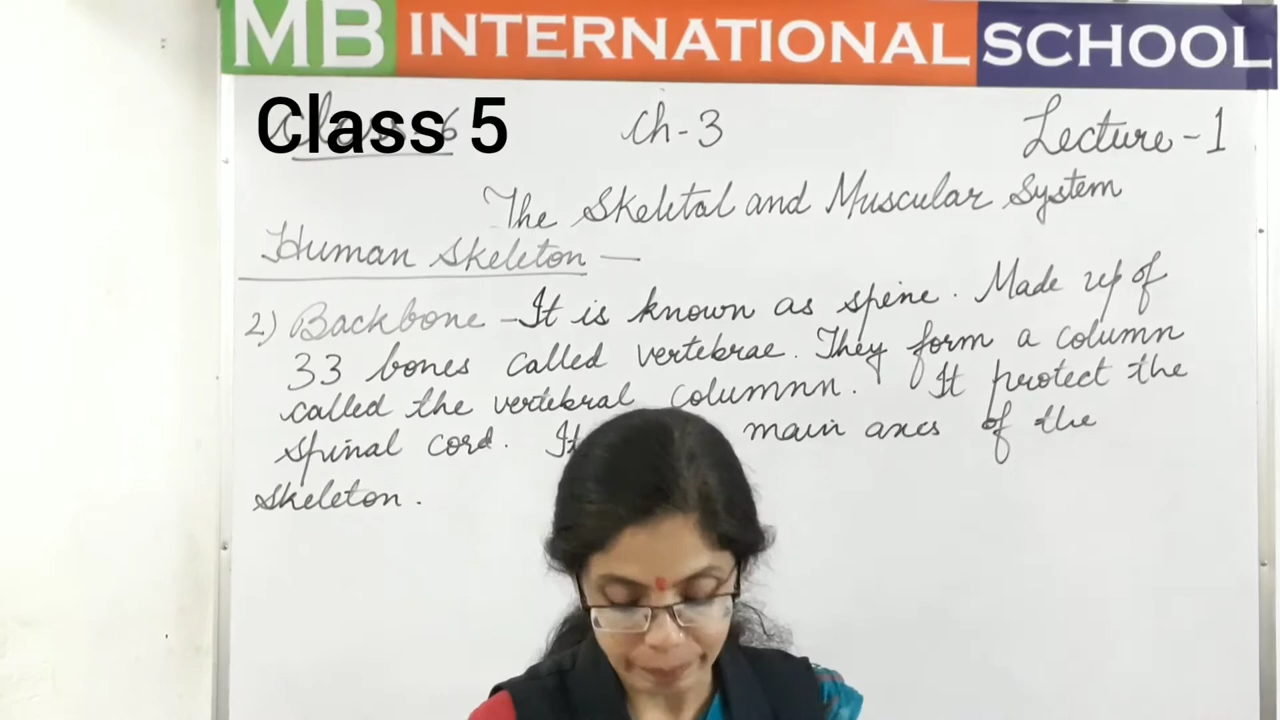 MB INTERNATIONAL SCHOOL
Class 5
Ch-3
Lecture-1
The Skeletal and Muscular System
Human Skeleton —
2) Backbone - It is known as spine. Made up of
33 bones called vertebrae. They form a column
called the vertebral columnn. It protect the
spinal cord. It main axes of the
skeleton.